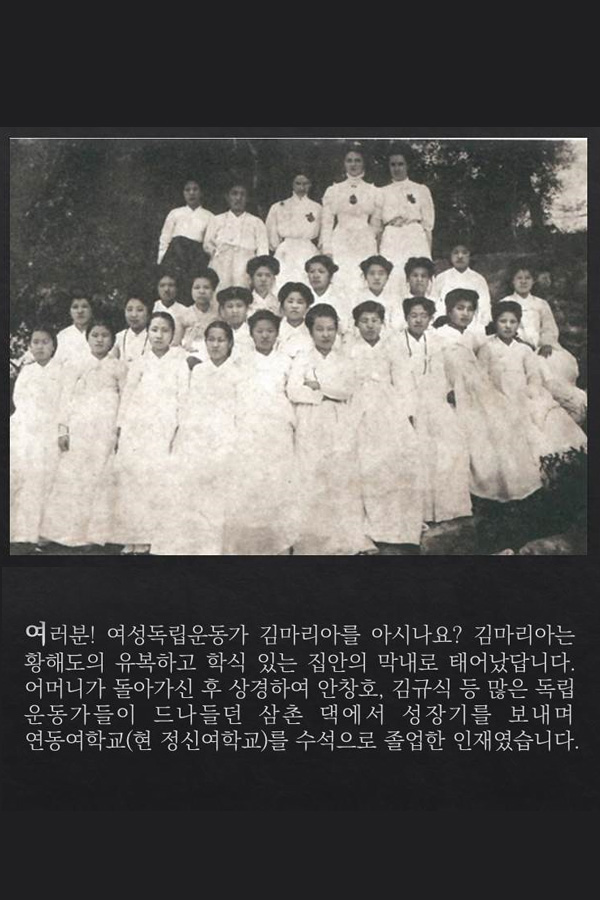 여러분! 여성독립운동가 김마리아를 아시나요? 김마리아는
황해도의 유복하고 학식 있는 집안의 막내로 태어났답니다.
어머니가 돌아가신 후 상경하여 안창호, 김규식 등 많은 독립
운동가들이 드나들던 삼촌 댁에서 성장기를 보내며
연동여학교(현 정신여학교)를 수석으로 졸업한 인재였습니다.